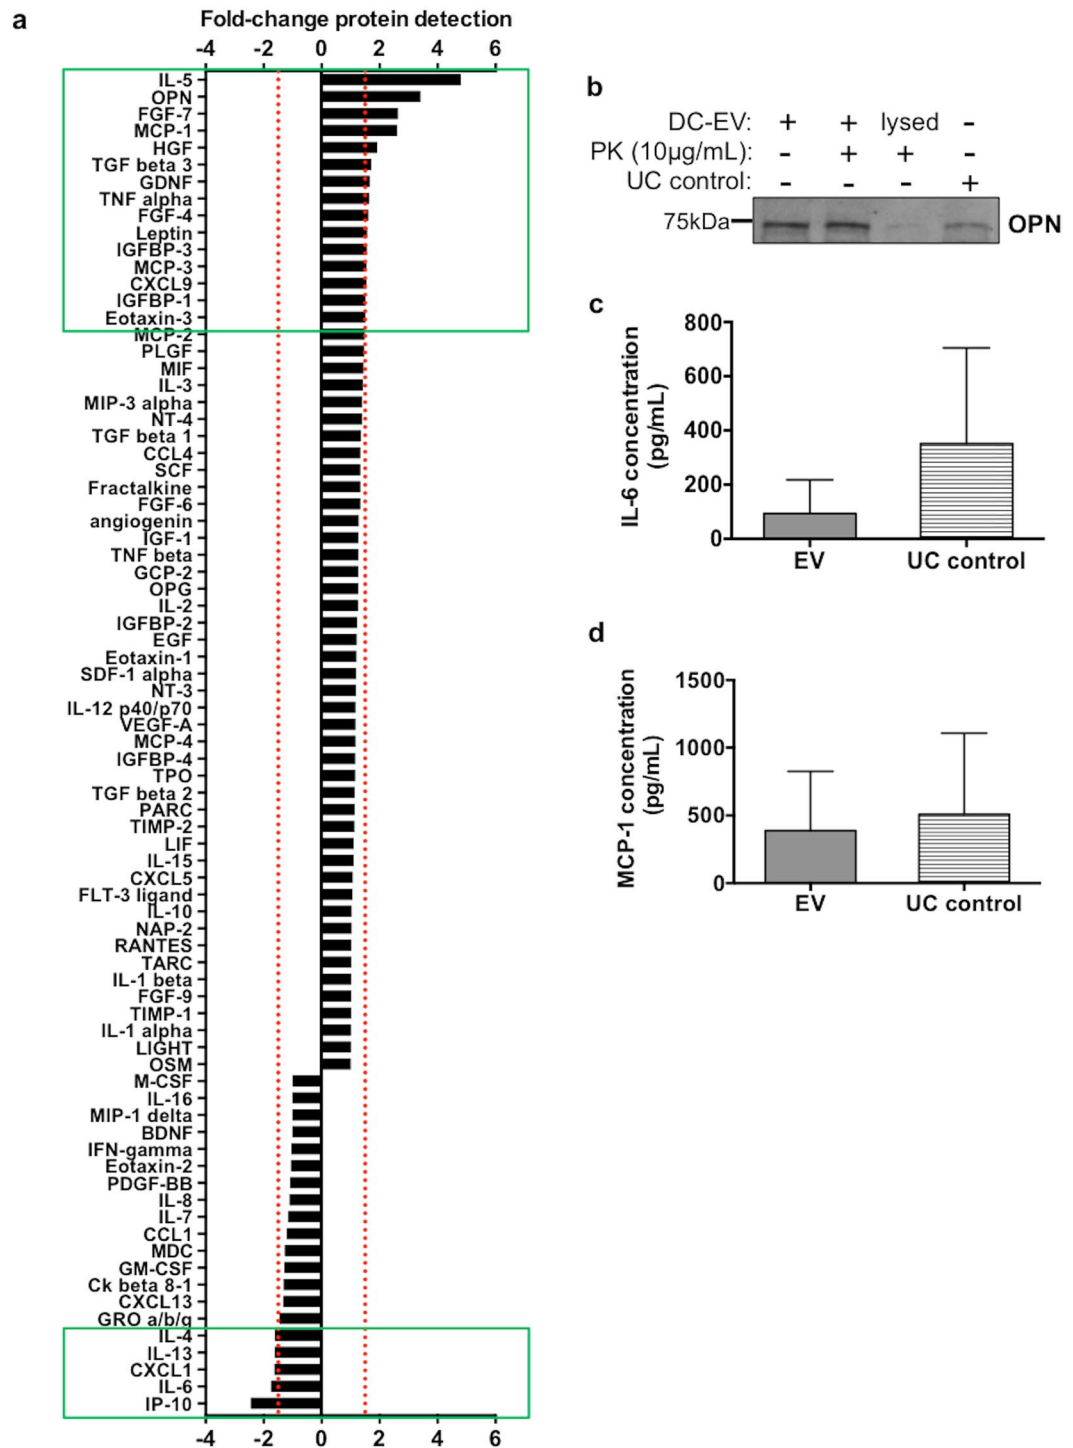 a
Fold-change protein detection
-4 -2 0 2 4 6
IL-5
OPN
FGF-7
MCP-1
HGF
TGF beta 3
GDNF
TNF alpha
FGF-4
Leptin
IGFBP-3
MCP-3
CXCL9
IGFBP-1
Eotaxin-3
MCP-2
PLGF
MIF
IL-3
MIP-3 alpha
NT-4
TGF beta 1
CCL4
SCF
Fractalkine
FGF-6
angiogenin
IGF-1
TNF beta
GCP-2
OPG
IL-2
IGFBP-2
EGF
Eotaxin-1
SDF-1 alpha
NT-3
IL-12 p40/p70
VEGF-A
MCP-4
IGFBP-4
TPO
TGF beta 2
PARC
TIMP-2
LIF
IL-15
CXCL5
FLT-3 ligand
IL-10
NAP-2
RANTES
TARC
IL-1 beta
FGF-9
TIMP-1
IL-1 alpha
LIGHT
OSM
M-CSF
IL-16
MIP-1 delta
BDNF
IFN-gamma
Eotaxin-2
PDGF-BB
IL-8
IL-7
CCL1
MDC
GM-CSF
Ck beta 8-1
CXCL13
GRO a/b/g
IL-4
IL-13
CXCL1
IL-6
IP-10
-4 -2 0 2 4 6
b
DC-EV: + + lysed -
PK (10µg/mL): - + + -
UC control: - - - +
75kDa
OPN
c
IL-6 concentration
(pg/mL)
800
600
400
200
0
EV UC control
d
MCP-1 concentration
(pg/mL)
1500
1000
500
0
EV UC control